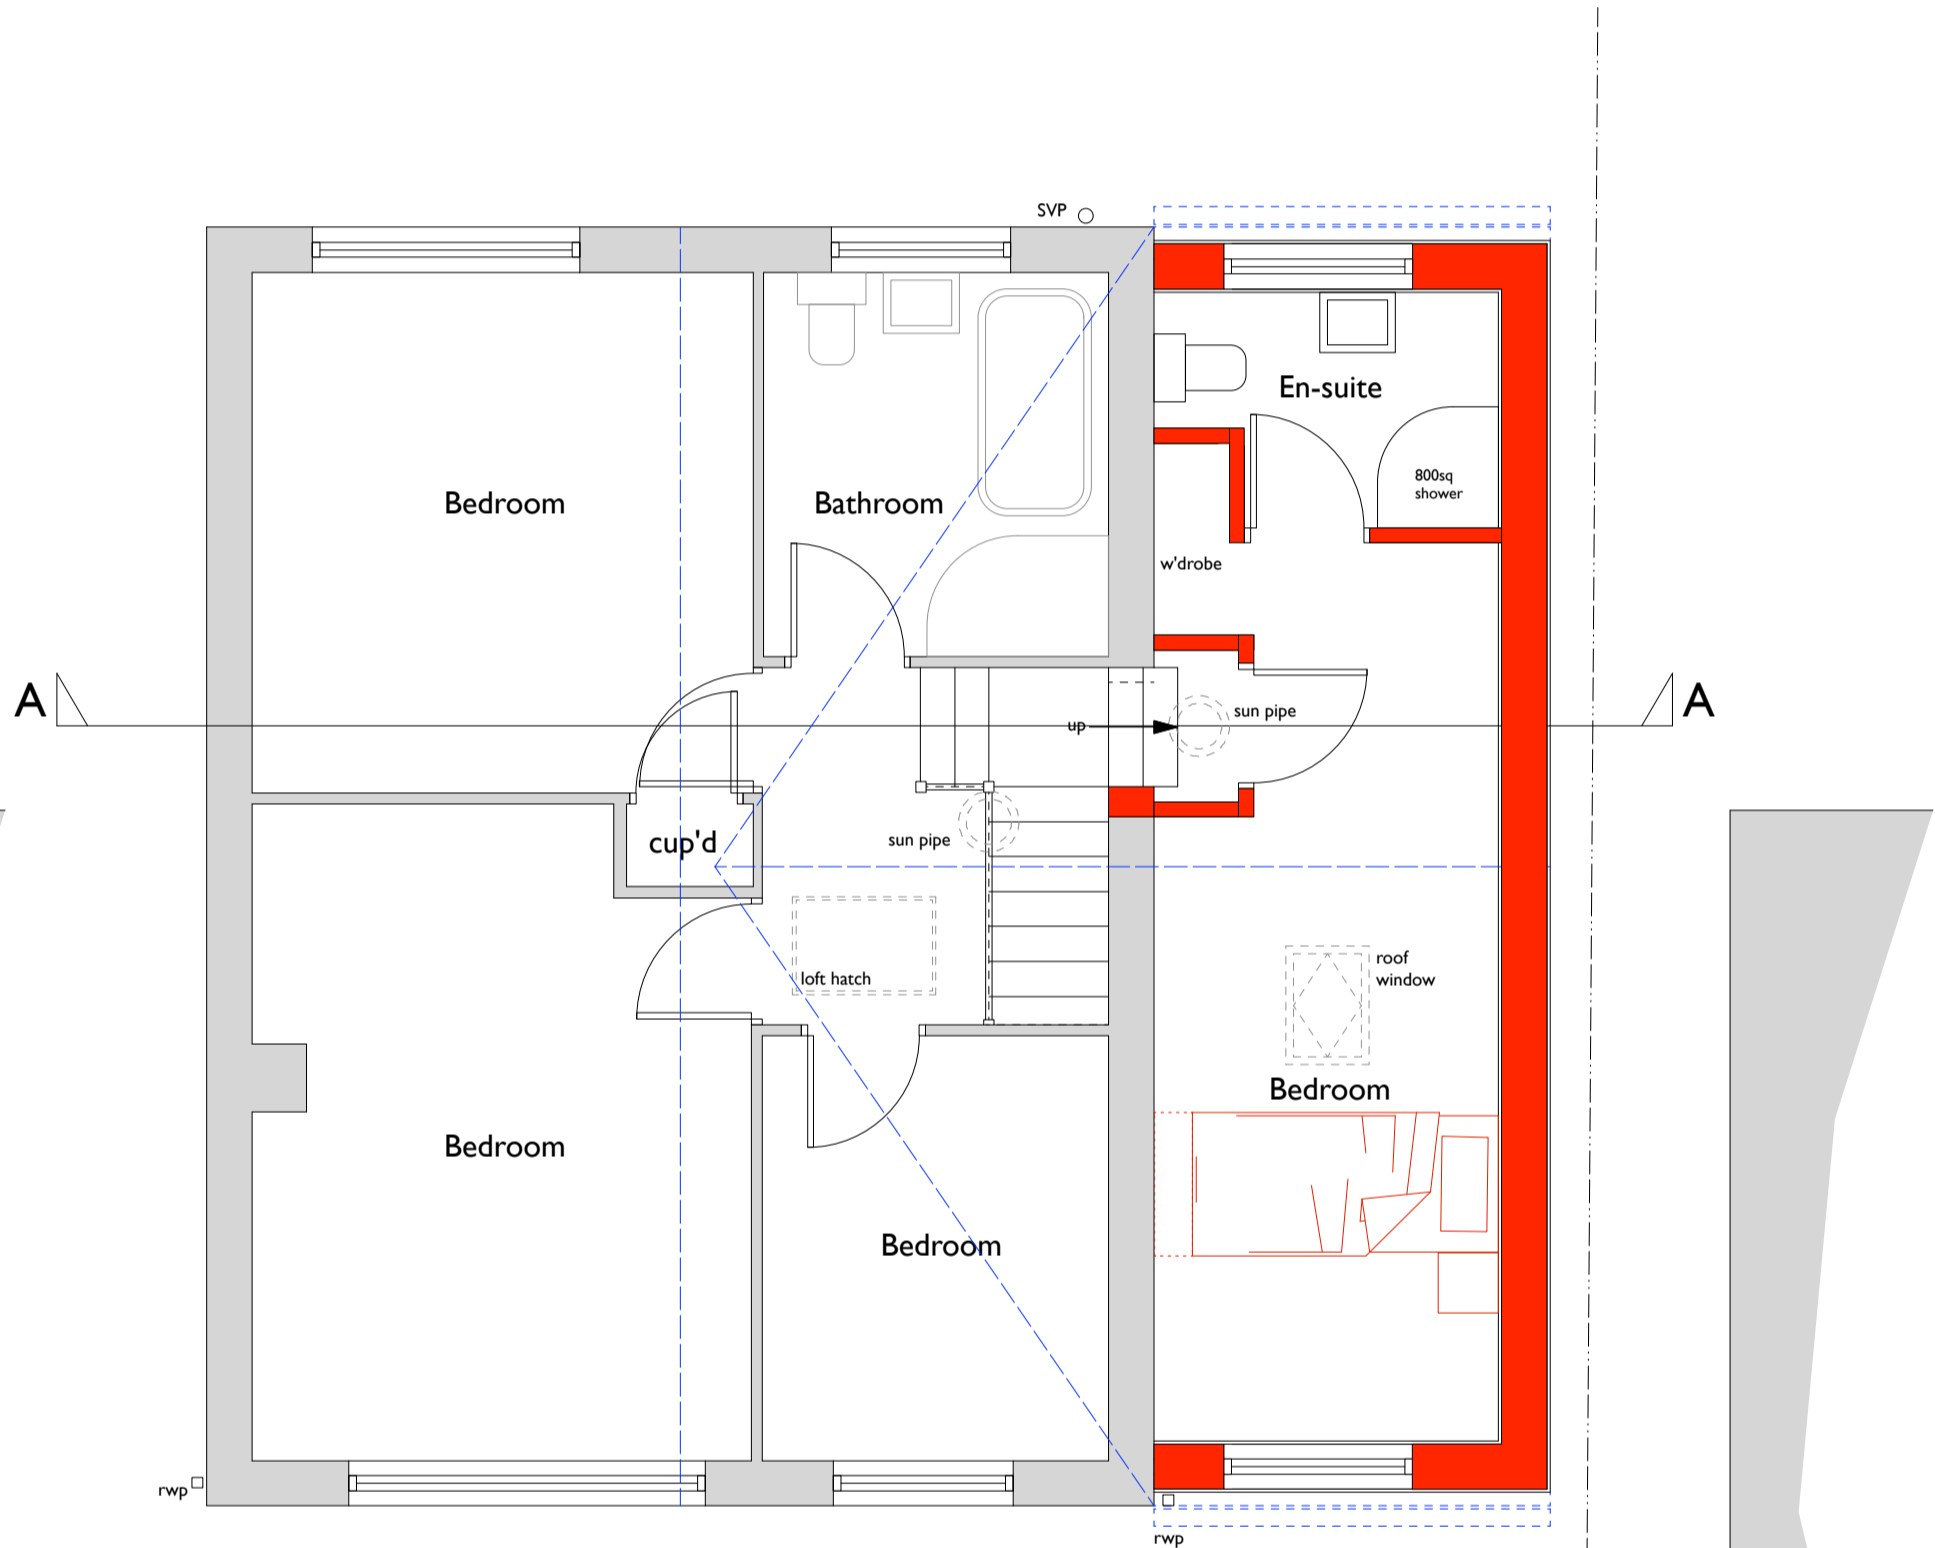 SVP
En-suite
800sq
shower
Bedroom
Bathroom
w'drobe
A
up
sun pipe
A
cup'd
sun pipe
loft hatch
roof
window
Bedroom
Bedroom
Bedroom
rwp
rwp